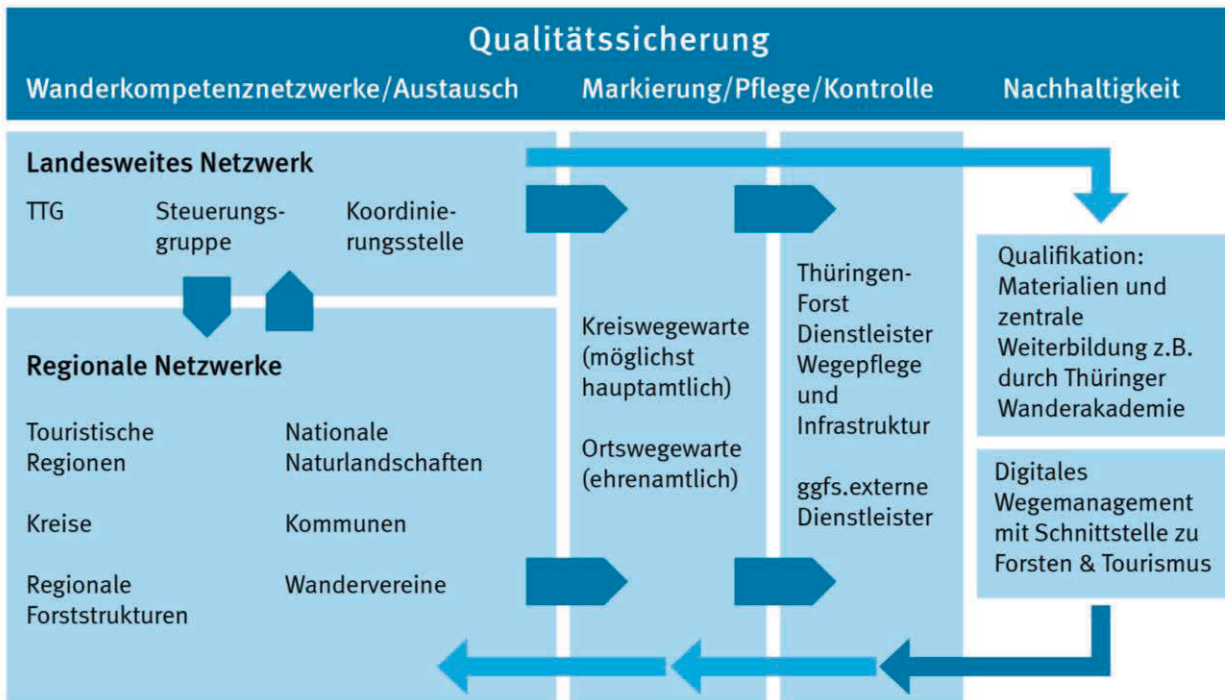 Qualitätssicherung
Wanderkompetenznetzwerke/Austausch
Markierung/Pflege/Kontrolle
Nachhaltigkeit
Landesweites Netzwerk
TTG
Steuerungs-
gruppe
Koordinie-
rungsstelle
Regionale Netzwerke
Touristische
Regionen
Nationale
Naturlandschaften
Kreise
Kommunen
Regionale
Forststrukturen
Wandervereine
Kreiswegewarte
(möglichst
hauptamtlich)
Ortswegewarte
(ehrenamtlich)
Thüringen-
Forst
Dienstleister
Wegepflege
und
Infrastruktur
ggfs.externe
Dienstleister
Qualifikation:
Materialien und
zentrale
Weiterbildung z.B.
durch Thüringer
Wanderakademie
Digitales
Wegemanagement
mit Schnittstelle zu
Forsten & Tourismus